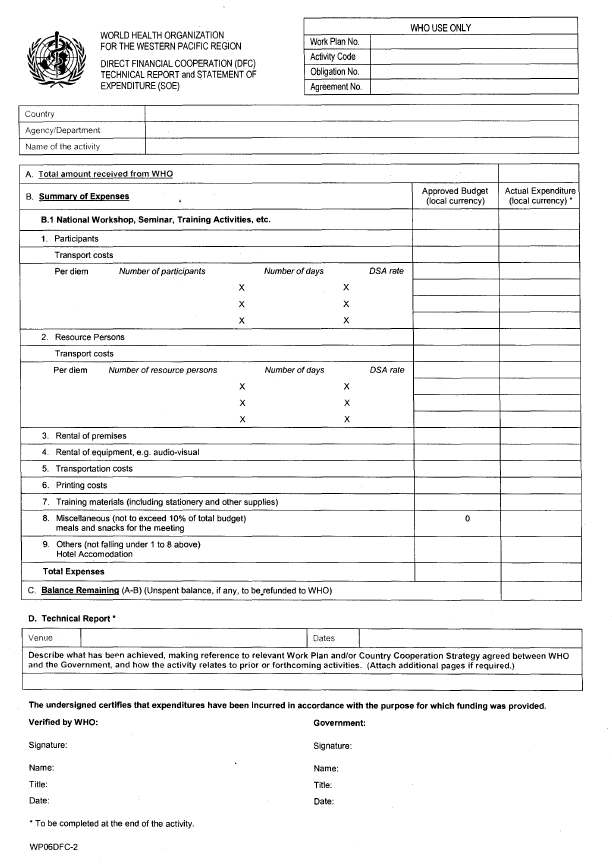 WORLD HEALTH ORGANIZATION
FOR THE WESTERN PACIFIC REGION
DIRECT FINANCIAL COOPERATION (DFC)
TECHNICAL REPORT and STATEMENT OF
EXPENDITURE (SOE)
WHO USE ONLY
Work Plan No.
Activity Code
Obligation No.
Agreement No.
Country
Agency/Department
Name of the activity
A. Total amount received from WHO
B. Summary of Expenses
Approved Budget
(local currency)
Actual Expenditure
(local currency) *
B.1 National Workshop, Seminar, Training Activities, etc.
1. Participants
Transport costs
Per diem Number of participants Number of days DSA rate
X X
X X
X X
2. Resource Persons
Transport costs
Per diem Number of resource persons Number of days DSA rate
X X
X X
X X
3. Rental of premises
4. Rental of equipment, e.g. audio-visual
5. Transportation costs
6. Printing costs
7. Training materials (including stationery and other supplies)
8. Miscellaneous (not to exceed 10% of total budget) 0
meals and snacks for the meeting
9. Others (not falling under 1 to 8 above)
Hotel Accomodation
Total Expenses
C. Balance Remaining (A-B) (Unspent balance, if any, to be refunded to WHO)
D. Technical Report *
Venue Dates
Describe what has been achieved, making reference to relevant Work Plan and/or Country Cooperation Strategy agreed between WHO
and the Government, and how the activity relates to prior or forthcoming activities. (Attach additional pages if required.)
The undersigned certifies that expenditures have been incurred in accordance with the purpose for which funding was provided.
Verified by WHO: Government:
Signature: Signature:
Name: Name:
Title: Title:
Date: Date:
* To be completed at the end of the activity.
WP06DFC-2